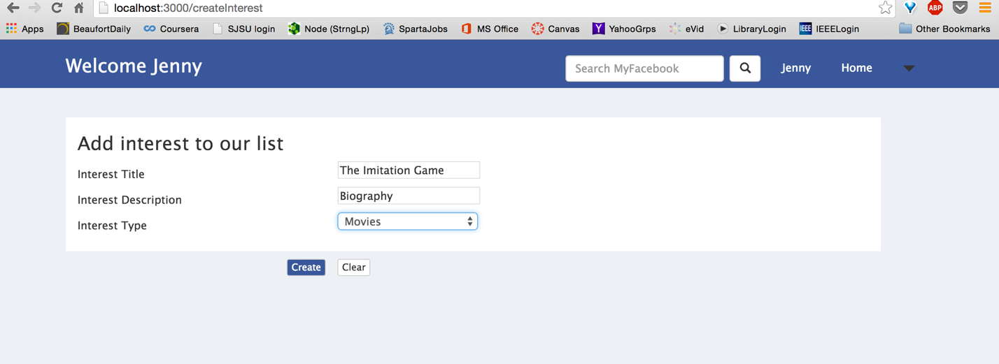 localhost:3000/createInterest
ABP
Apps BeaufortDaily Coursera SJSU login Node (StrngLp) SpartaJobs MS Office Canvas Y YahooGrps eVid LibraryLogin IEEE IEEELogin Other Bookmarks
Welcome Jenny
Search MyFacebook
Jenny Home
Add interest to our list
Interest Title The Imitation Game
Interest Description Biography
Interest Type Movies
Create Clear